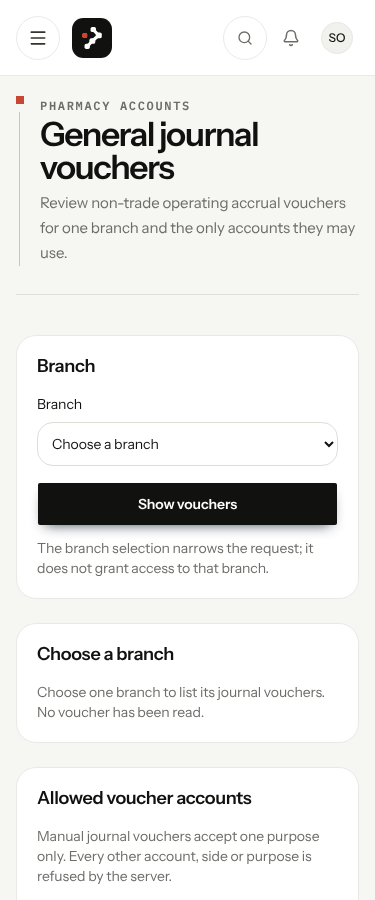 SO
PHARMACY ACCOUNTS
General journal
vouchers
Review non-trade operating accrual vouchers
for one branch and the only accounts they may
use.
Branch
Branch
Choose a branch
Show vouchers
The branch selection narrows the request; it
does not grant access to that branch.
Choose a branch
Choose one branch to list its journal vouchers.
No voucher has been read.
Allowed voucher accounts
Manual journal vouchers accept one purpose
only. Every other account, side or purpose is
refused by the server.